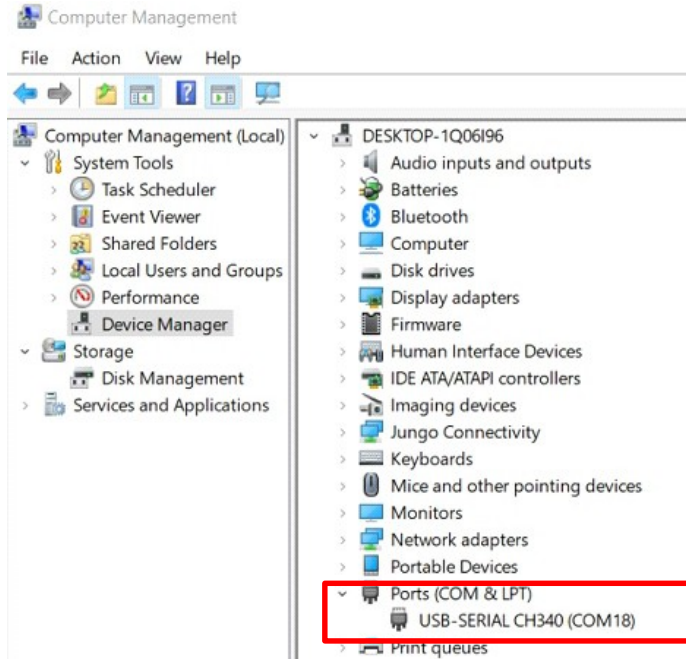 Computer Management
File Action View Help
Computer Management (Local)
System Tools
Task Scheduler
Event Viewer
Shared Folders
Local Users and Groups
Performance
Device Manager
Storage
Disk Management
Services and Applications
DESKTOP-1Q06I96
Audio inputs and outputs
Batteries
Bluetooth
Computer
Disk drives
Display adapters
Firmware
Human Interface Devices
IDE ATA/ATAPI controllers
Imaging devices
Jungo Connectivity
Keyboards
Mice and other pointing devices
Monitors
Network adapters
Portable Devices
Ports (COM & LPT)
USB-SERIAL CH340 (COM18)
Print queues